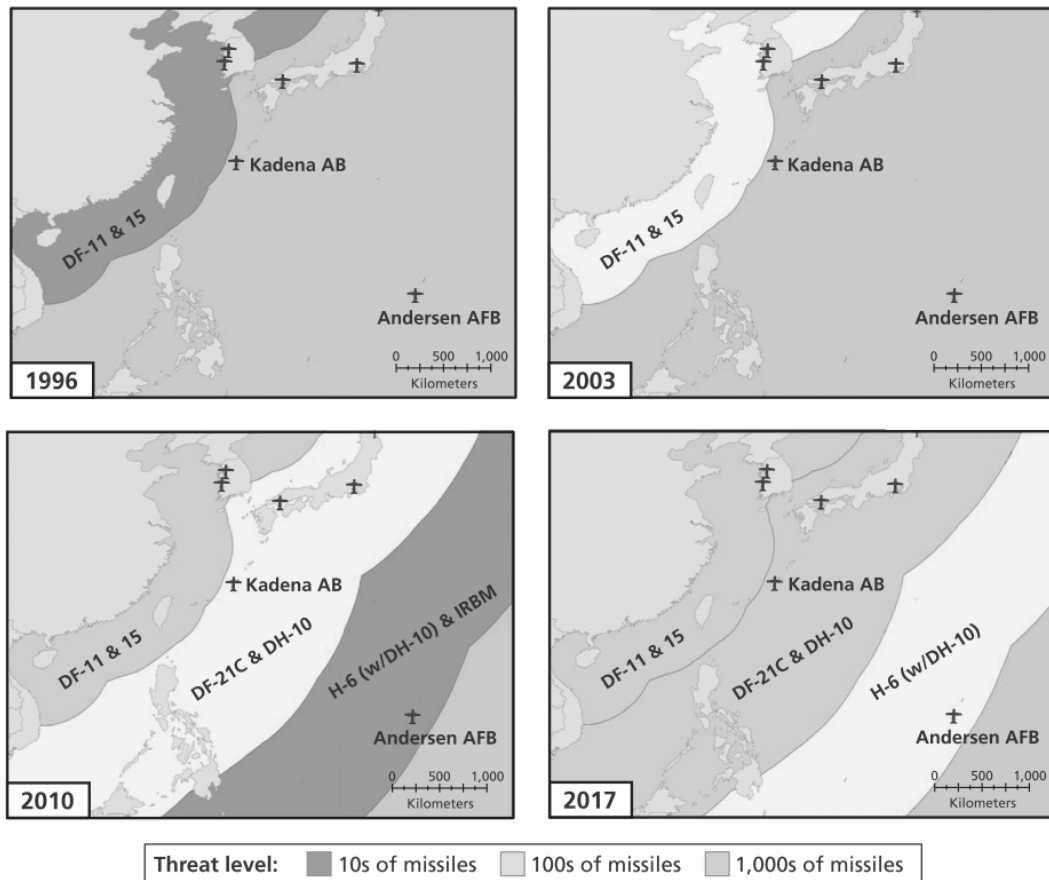 DF-11 & 15
Kadena AB
Andersen AFB
0 500 1,000
Kilometers
1996
DF-11 & 15
Kadena AB
Andersen AFB
0 500 1,000
Kilometers
2003
DF-11 & 15
Kadena AB
DF-21C & DH-10
H-6 (w/DH-10) & IRBM
Andersen AFB
0 500 1,000
Kilometers
2010
DF-11 & 15
Kadena AB
DF-21C & DH-10
H-6 (w/DH-10)
Andersen AFB
0 500 1,000
Kilometers
2017
Threat level: 10s of missiles 100s of missiles 1,000s of missiles